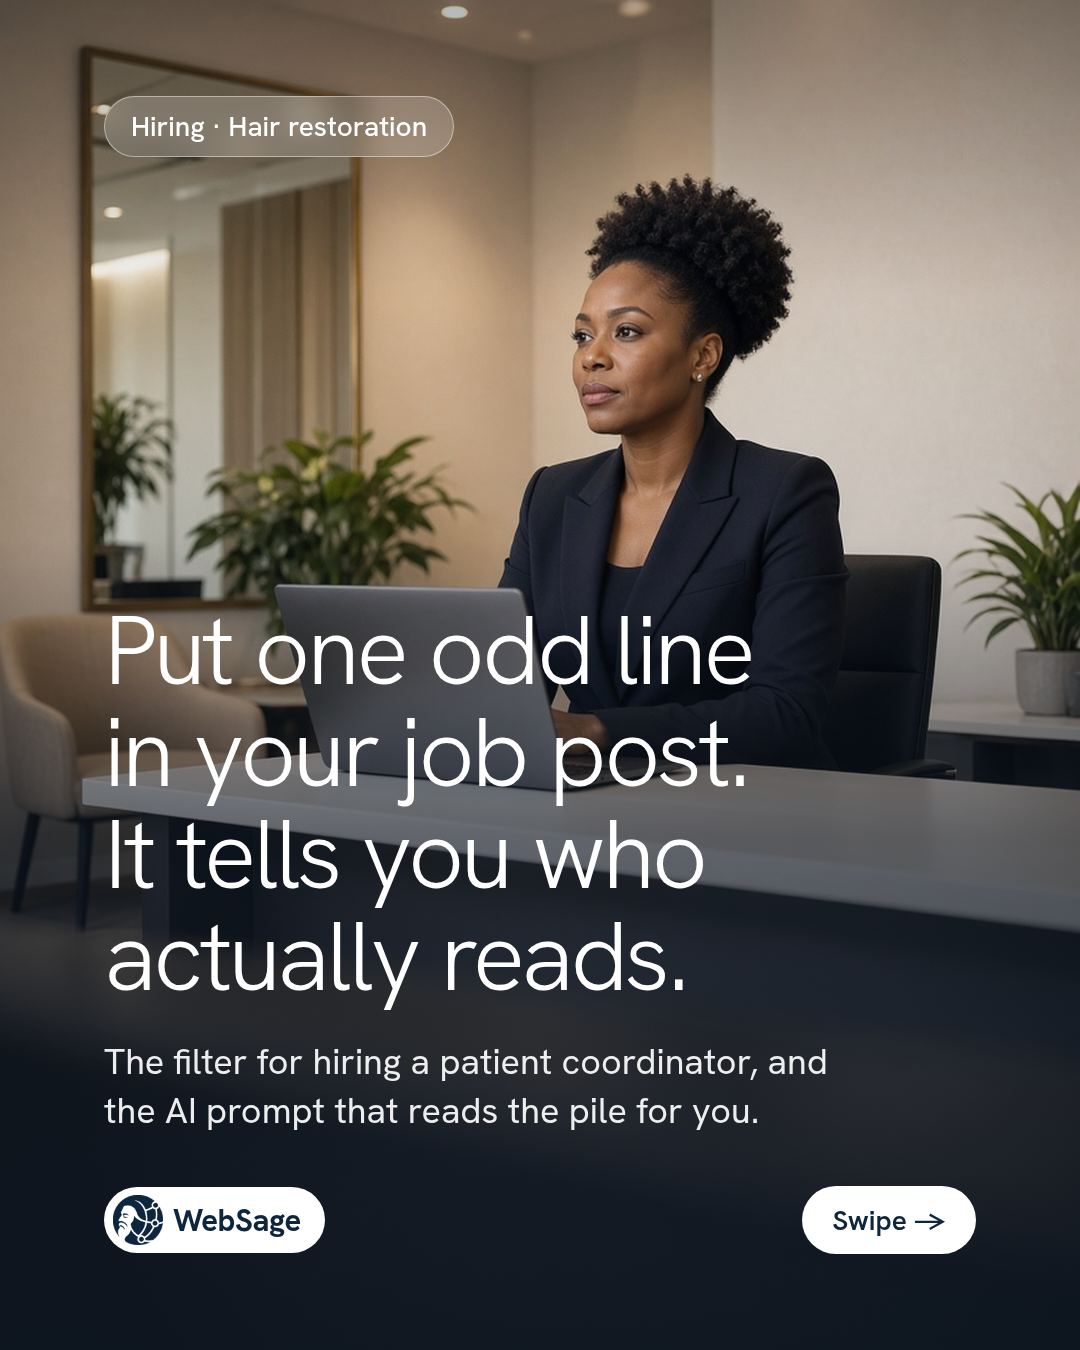 Hiring · Hair restoration
Put one odd line
in your job post.
It tells you who
actually reads.
The filter for hiring a patient coordinator, and
the AI prompt that reads the pile for you.
WebSage
Swipe →